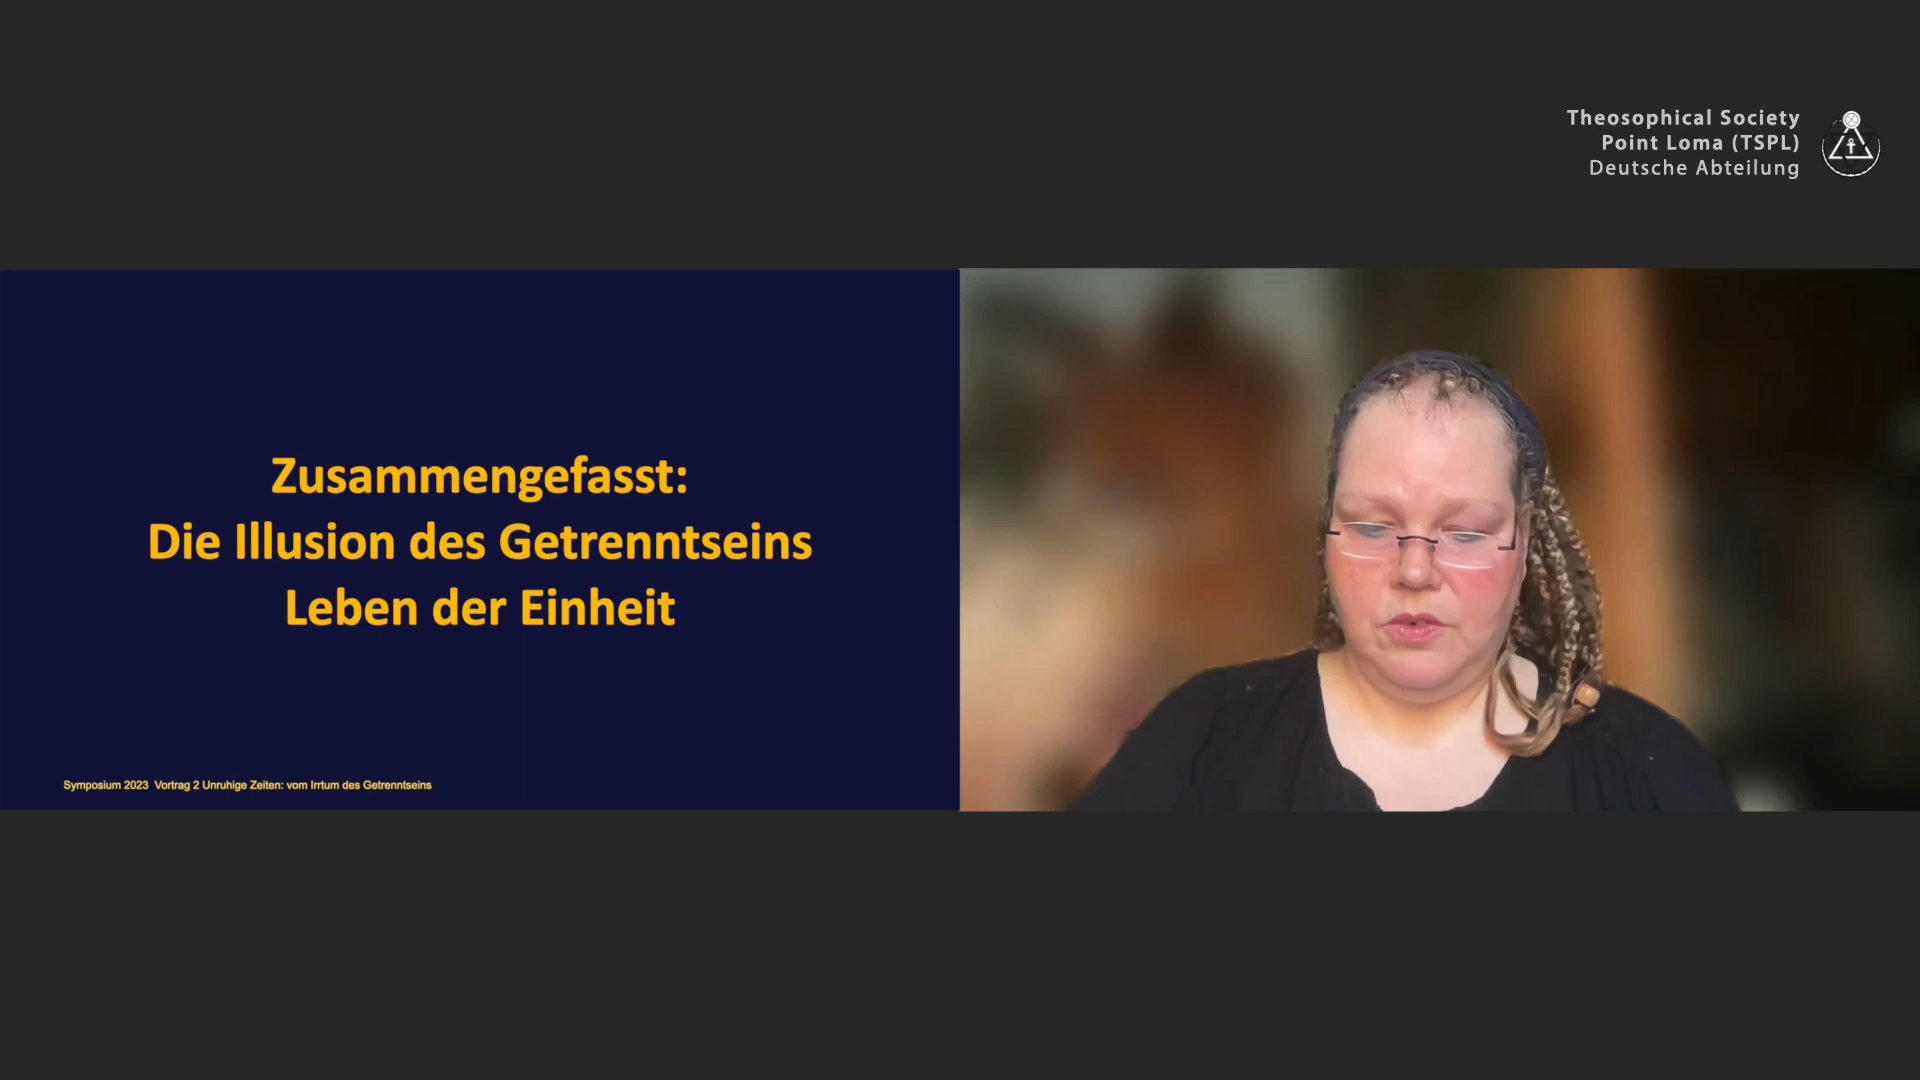 Theosophical Society
Point Loma (TSPL)
Deutsche Abteilung
Zusammengefasst:
Die Illusion des Getrenntseins
Leben der Einheit
Symposium 2023 Vortrag 2 Unruhige Zeiten: vom Irrtum des Getrenntseins